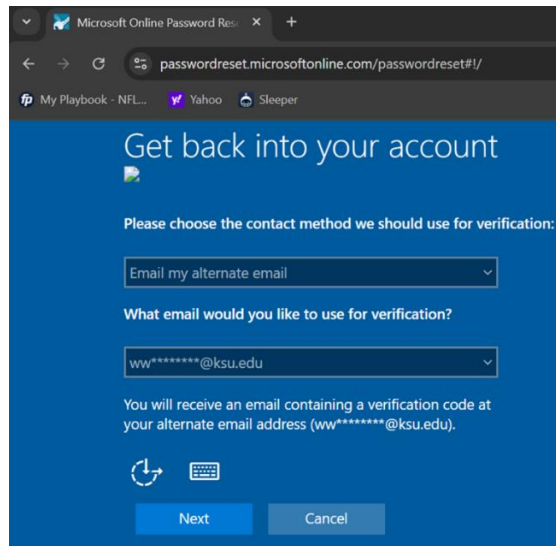 Microsoft Online Password Res
passwordreset.microsoftonline.com/passwordreset#!/
My Playbook - NFL... Yahoo Sleeper
Get back into your account
Please choose the contact method we should use for verification:
Email my alternate email
What email would you like to use for verification?
ww********@ksu.edu
You will receive an email containing a verification code at
your alternate email address (ww********@ksu.edu).
Next Cancel